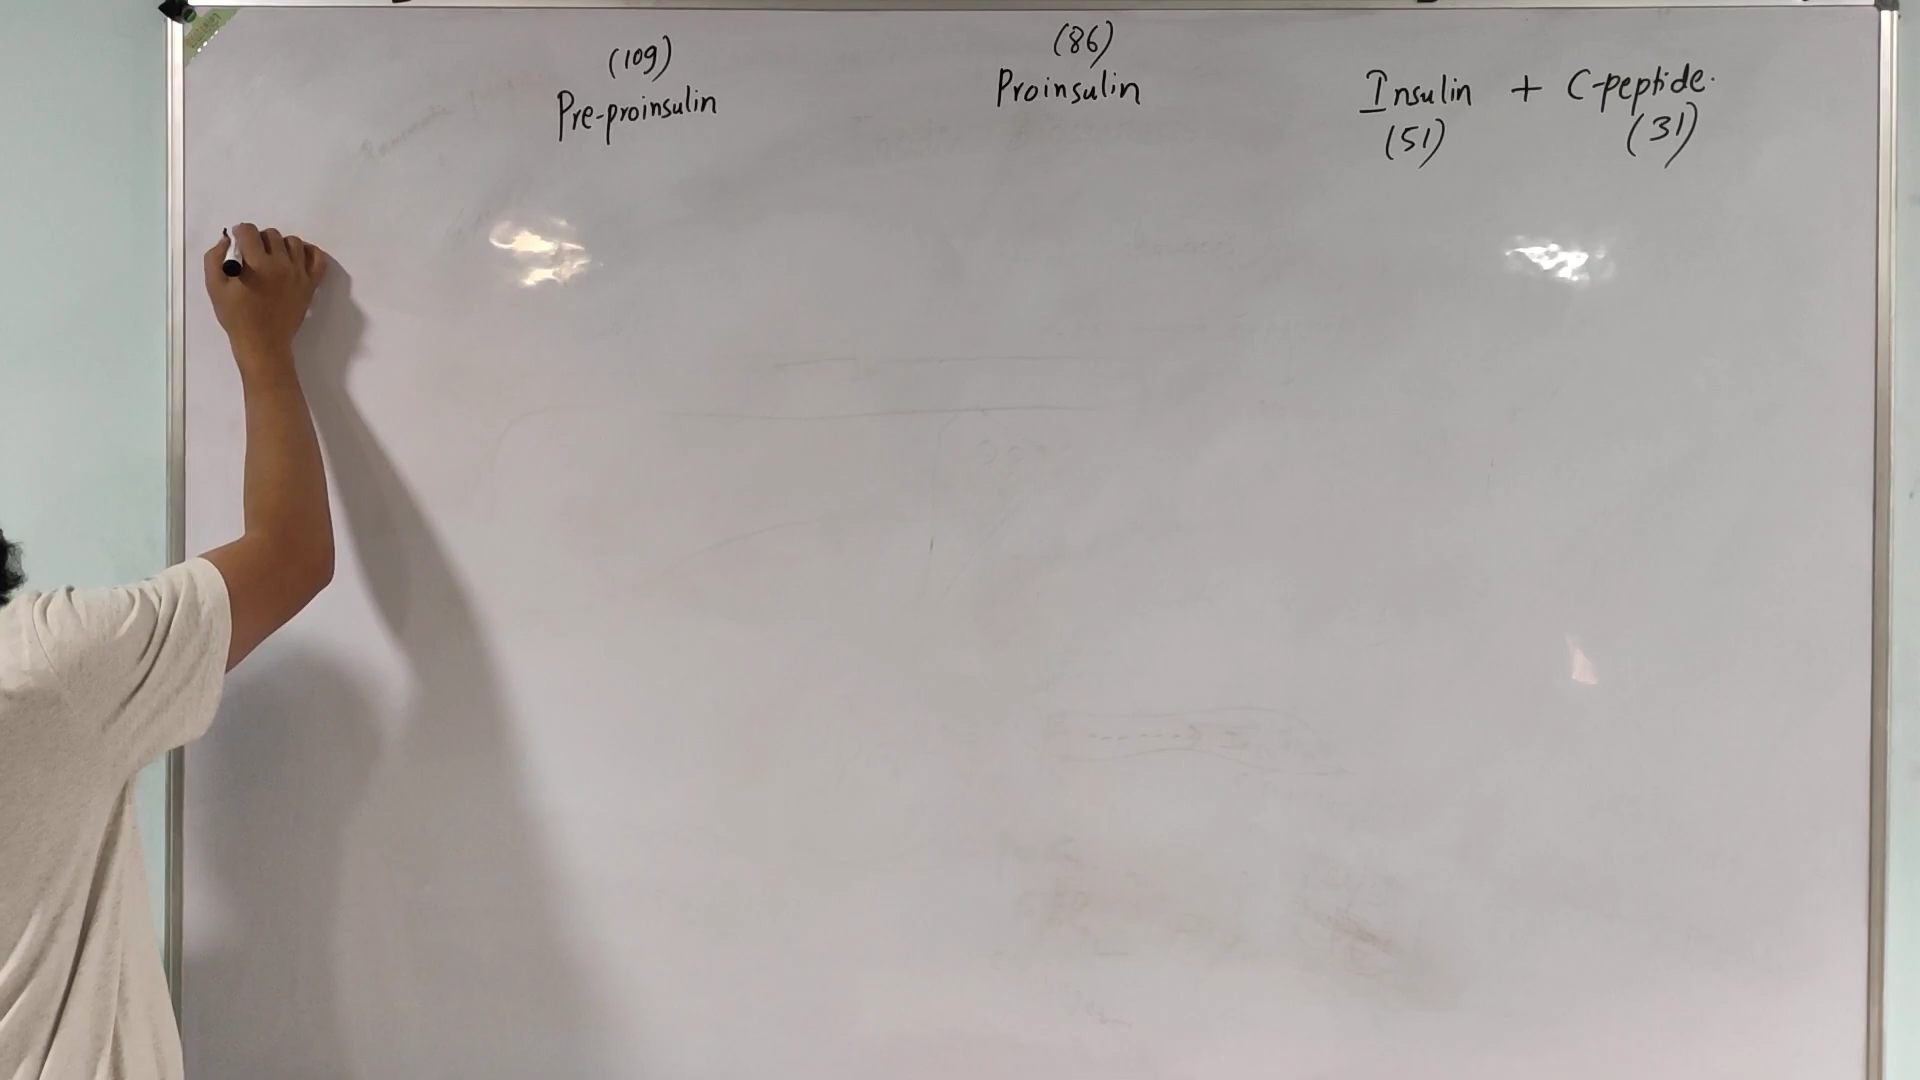 (109)
Pre-proinsulin
(86)
Proinsulin
Insulin + C-peptide.
(51) (31)